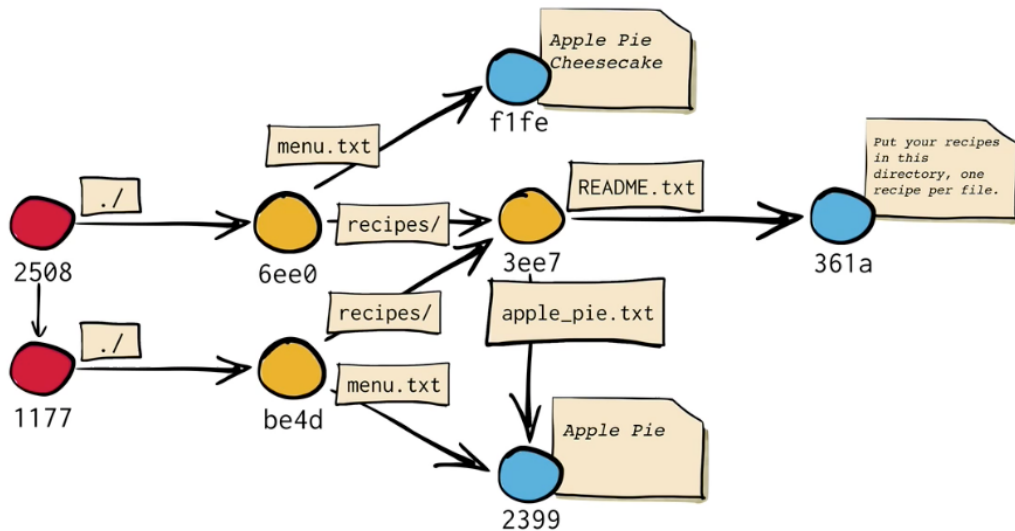 Apple Pie
Cheesecake
f1fe
menu.txt
Put your recipes
in this
directory, one
recipe per file.
README.txt
./
recipes/
2508
6ee0
3ee7
361a
recipes/
apple_pie.txt
./
menu.txt
1177
be4d
Apple Pie
2399